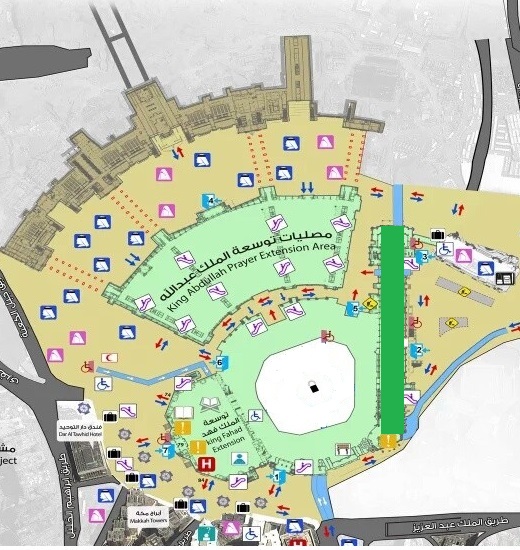 4
مصليات توسعة الملك عبدالله
King Abdullah Prayer Extension Area
3
5
2
6
توسعة
الملك فهد
King Fahad
Extension
79
7
H
1
فندق دار التوحيد
Dar Al Tawhid Hotel
ject
طريق إبراهيم الخليل
أبراج مكة
Makkah Towers
طريق الملك عبد العزيز
H